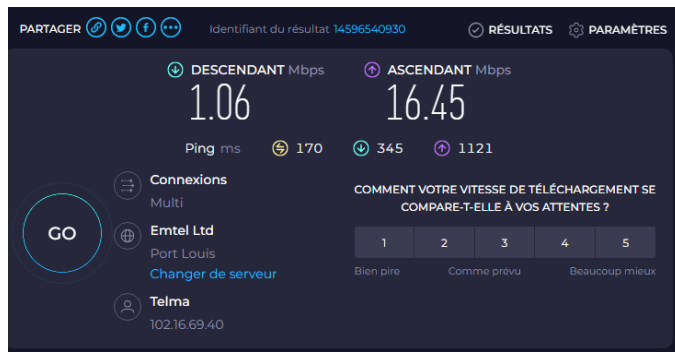 PARTAGER
Identifiant du résultat 14596540930
RÉSULTATS
PARAMÈTRES
DESCENDANT Mbps
1.06
ASCENDANT Mbps
16.45
Ping ms
170
345
1121
GO
Connexions
Multi
Emtel Ltd
Port Louis
Changer de serveur
Telma
102.16.69.40
COMMENT VOTRE VITESSE DE TÉLÉCHARGEMENT SE
COMPARE-T-ELLE À VOS ATTENTES ?
1 2 3 4 5
Bien pire Comme prévu Beaucoup mieux